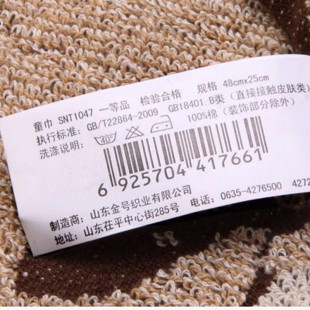 童巾 SNT1047 一等品 检验合格 规格 48cmx25cm
执行标准: GB/T22864-2009 GB18401 B类(直接接触皮肤类)
洗涤说明: 40 100%棉(装饰部分除外)
6 925704 417661
制造商: 山东金号织业有限公司
地址: 山东茌平中心街285号 电话: 0635-4276500 4272